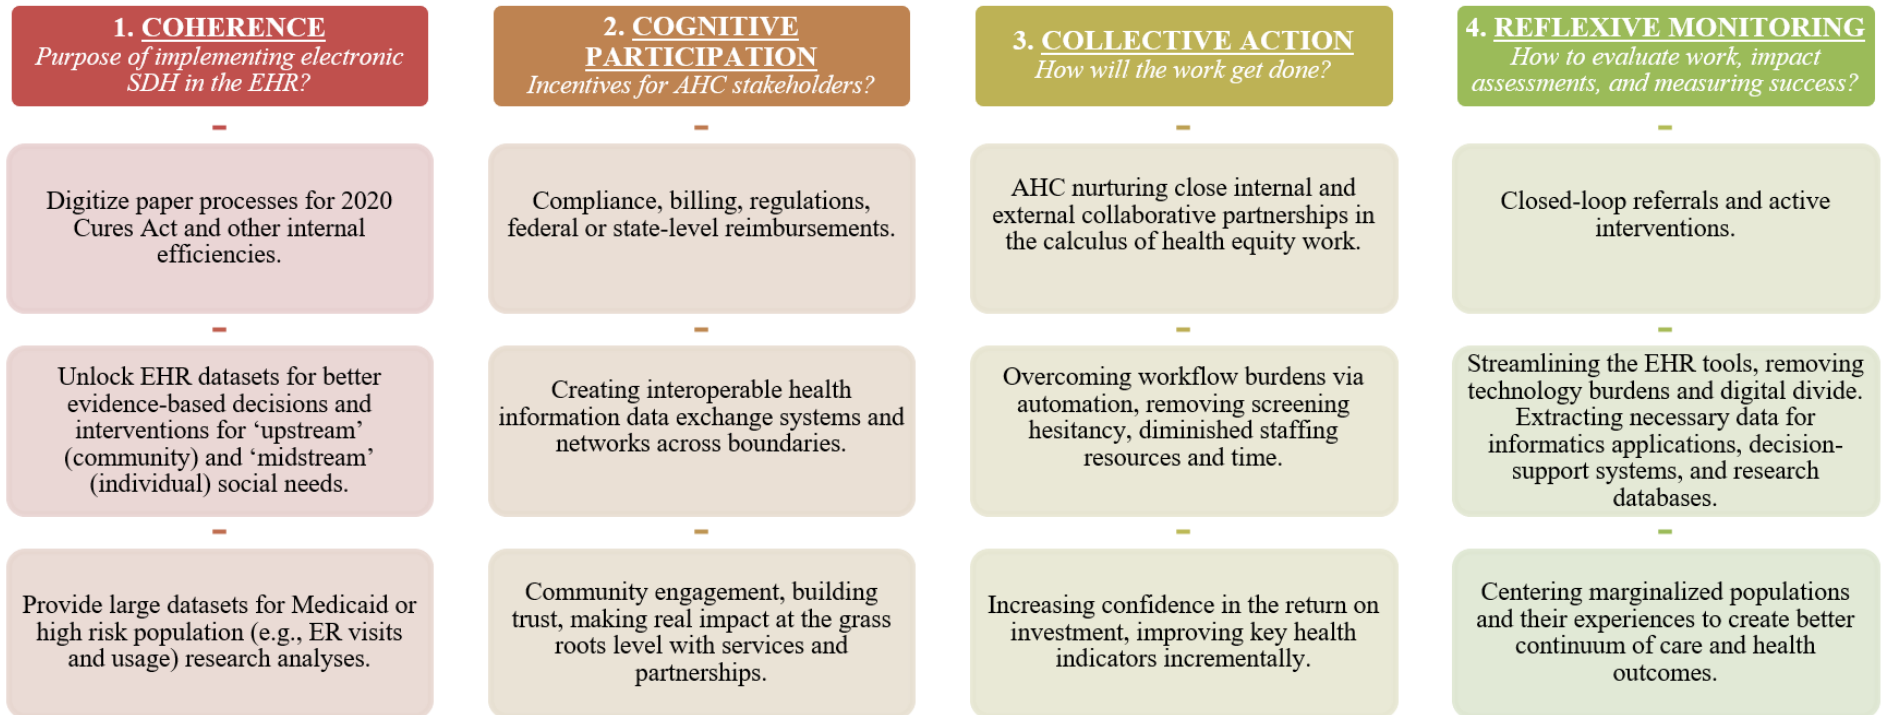 1. COHERENCE
Purpose of implementing electronic
SDH in the EHR?
Digitize paper processes for 2020
Cures Act and other internal
efficiencies.
Unlock EHR datasets for better
evidence-based decisions and
interventions for ‘upstream’
(community) and ‘midstream’
(individual) social needs.
Provide large datasets for Medicaid or
high risk population (e.g., ER visits
and usage) research analyses.
2. COGNITIVE
PARTICIPATION
Incentives for AHC stakeholders?
Compliance, billing, regulations,
federal or state-level reimbursements.
Creating interoperable health
information data exchange systems and
networks across boundaries.
Community engagement, building
trust, making real impact at the grass
roots level with services and
partnerships.
3. COLLECTIVE ACTION
How will the work get done?
AHC nurturing close internal and
external collaborative partnerships in
the calculus of health equity work.
Overcoming workflow burdens via
automation, removing screening
hesitancy, diminished staffing
resources and time.
Increasing confidence in the return on
investment, improving key health
indicators incrementally.
4. REFLEXIVE MONITORING
How to evaluate work, impact
assessments, and measuring success?
Closed-loop referrals and active
interventions.
Streamlining the EHR tools, removing
technology burdens and digital divide.
Extracting necessary data for
informatics applications, decision-
support systems, and research
databases.
Centering marginalized populations
and their experiences to create better
continuum of care and health
outcomes.